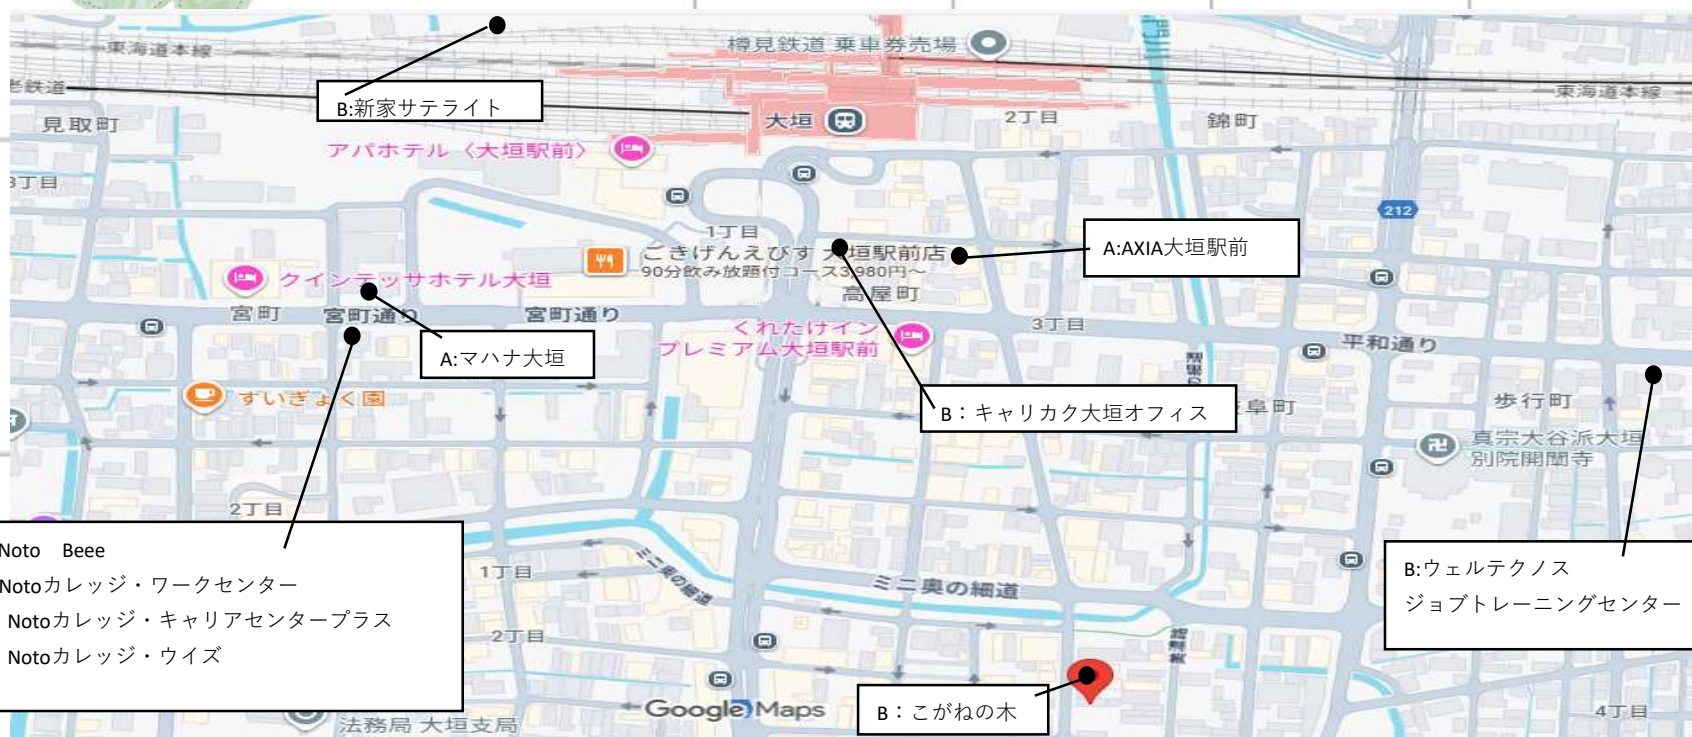 東海道本線
樽見鉄道 乗車券売場
老鉄道
B:新家サテライト
東海道本線
見取町
大垣
2丁目
錦町
アパホテル〈大垣駅前〉
3丁目
212
1丁目
ごきげんえびす 大垣駅前店
90分飲み放題付コース3,980円~
A:AXIA大垣駅前
クインテッサホテル大垣
高屋町
宮町
宮町通り
宮町通り
A:マハナ大垣
くれたけイン
プレミアム大垣駅前
3丁目
平和通り
すいぎょく園
B：キャリカク大垣オフィス
阜町
歩行町
真宗大谷派大垣
別院開闡寺
2丁目
Noto Beee
Notoカレッジ・ワークセンター
Notoカレッジ・キャリアセンタープラス
Notoカレッジ・ウイズ
1丁目
ミニ奥の細道
ミニ奥の細道
B:ウェルテクノス
ジョブトレーニングセンター
2丁目
B：こがねの木
Google Maps
法務局 大垣支局
4丁目